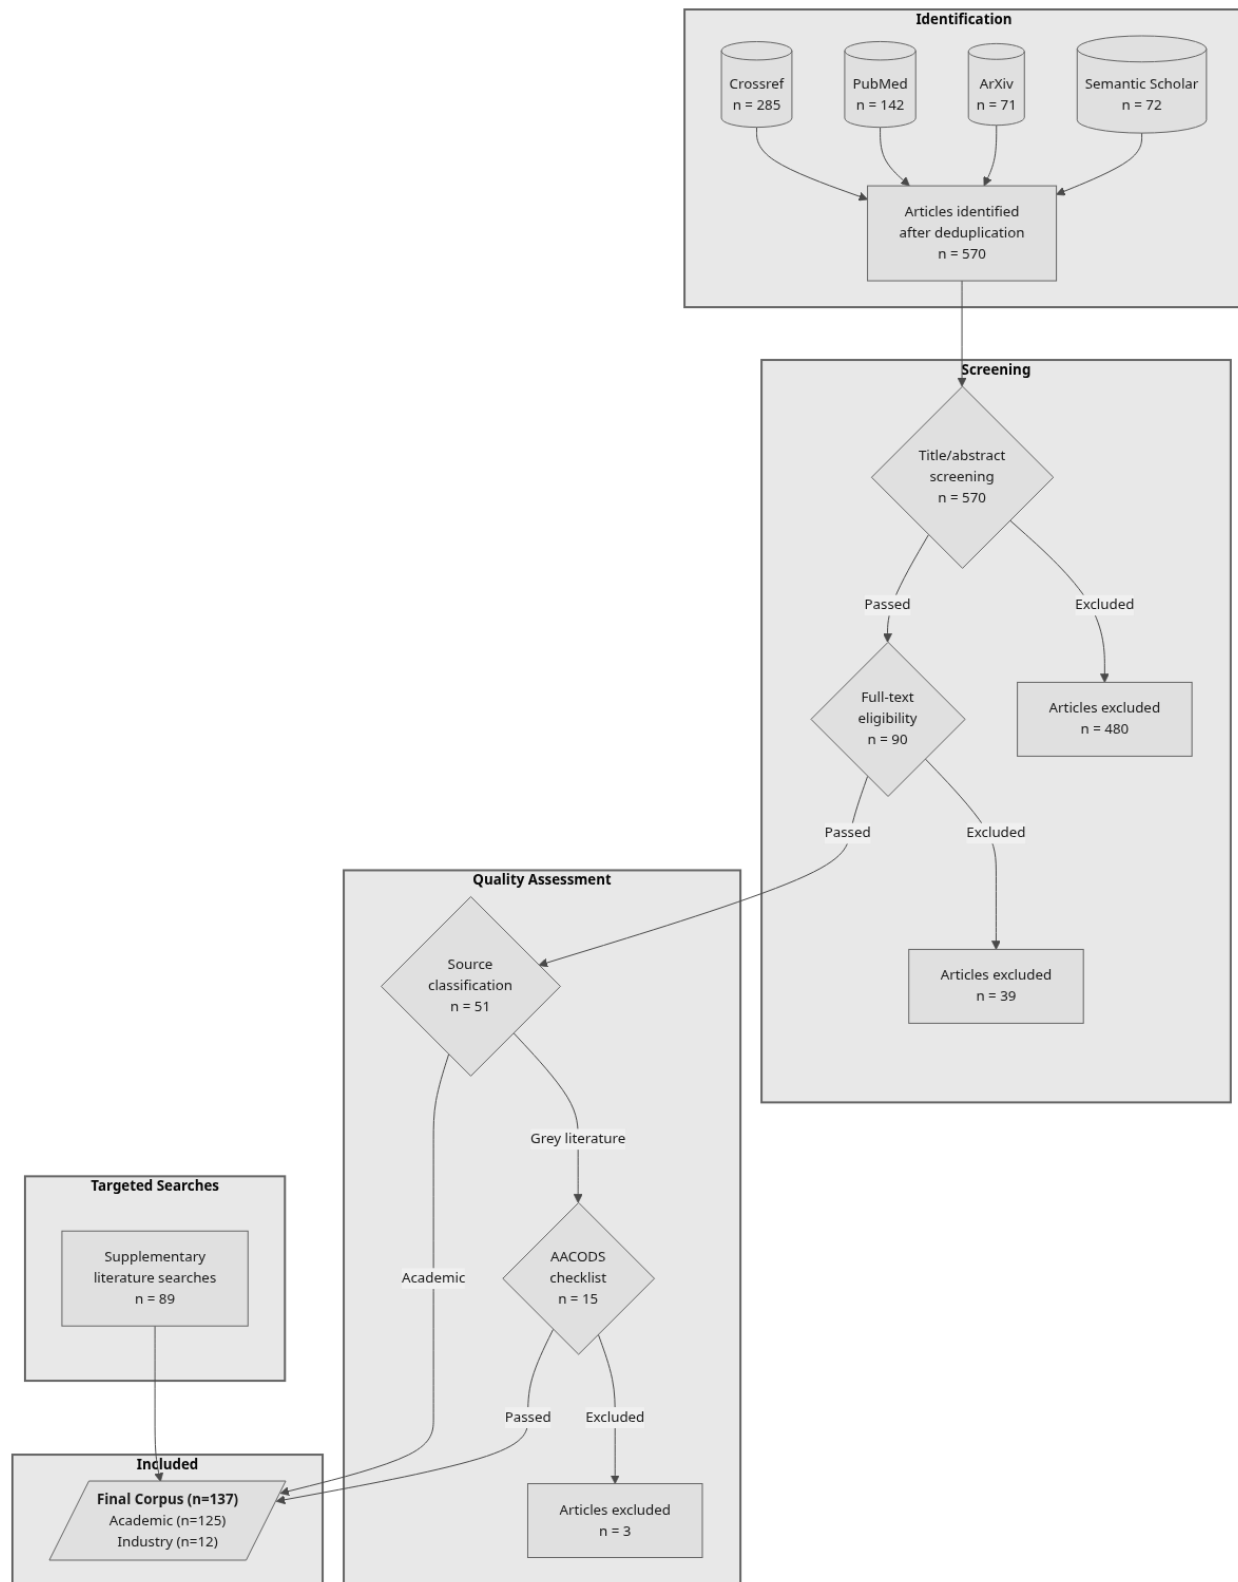 Identification
Crossref
n = 285
PubMed
n = 142
ArXiv
n = 71
Semantic Scholar
n = 72
Articles identified
after deduplication
n = 570
Screening
Title/abstract
screening
n = 570
Passed
Excluded
Full-text
eligibility
n = 90
Articles excluded
n = 480
Passed
Excluded
Articles excluded
n = 39
Quality Assessment
Source
classification
n = 51
Grey literature
Academic
AACODS
checklist
n = 15
Passed
Excluded
Articles excluded
n = 3
Targeted Searches
Supplementary
literature searches
n = 89
Included
Final Corpus (n=137)
Academic (n=125)
Industry (n=12)